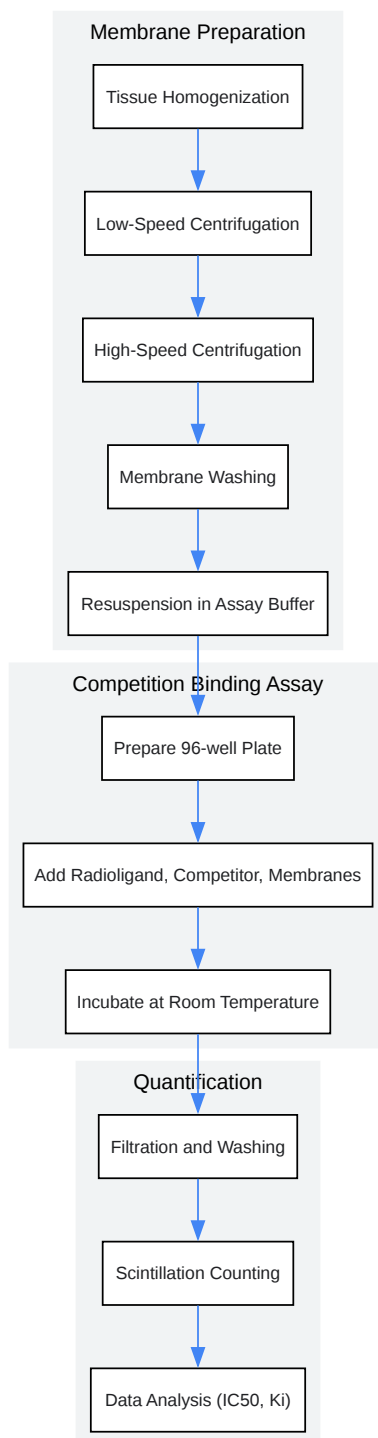 Membrane Preparation
Tissue Homogenization
Low-Speed Centrifugation
High-Speed Centrifugation
Membrane Washing
Resuspension in Assay Buffer
Competition Binding Assay
Prepare 96-well Plate
Add Radioligand, Competitor, Membranes
Incubate at Room Temperature
Quantification
Filtration and Washing
Scintillation Counting
Data Analysis (IC50, Ki)